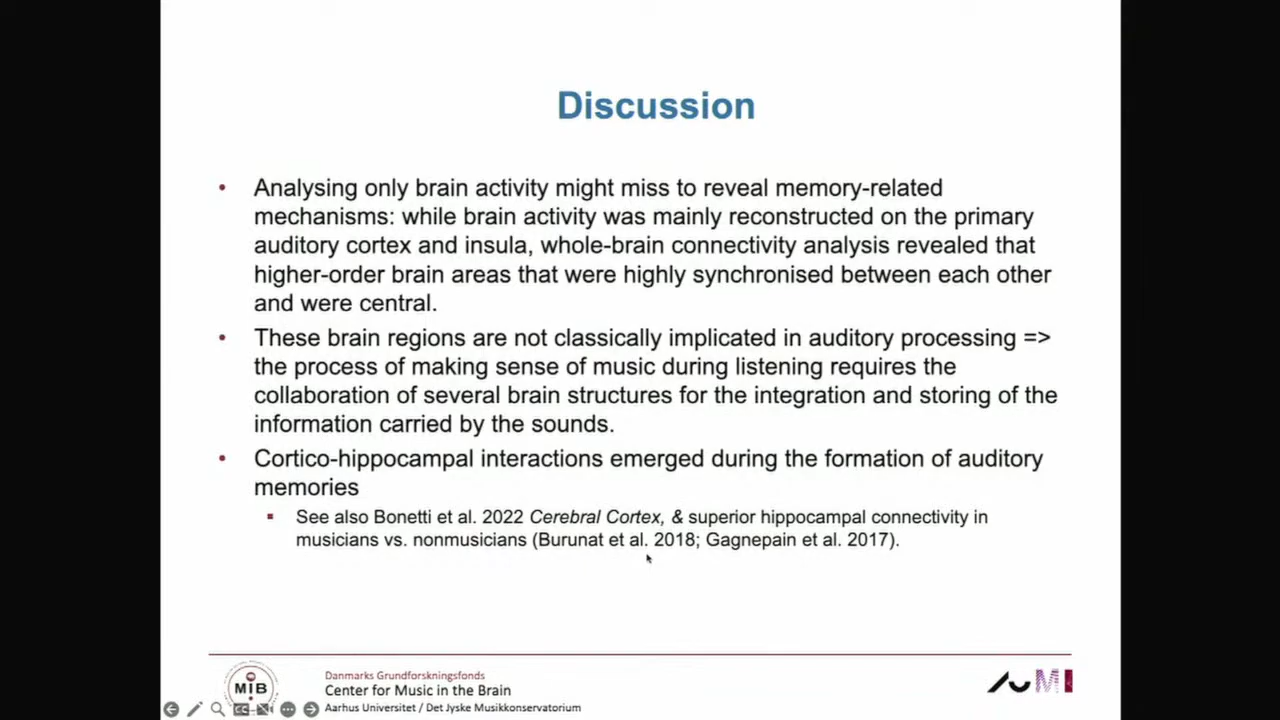 Discussion
• Analysing only brain activity might miss to reveal memory-related
mechanisms: while brain activity was mainly reconstructed on the primary
auditory cortex and insula, whole-brain connectivity analysis revealed that
higher-order brain areas that were highly synchronised between each other
and were central.
• These brain regions are not classically implicated in auditory processing =>
the process of making sense of music during listening requires the
collaboration of several brain structures for the integration and storing of the
information carried by the sounds.
• Cortico-hippocampal interactions emerged during the formation of auditory
memories
▪ See also Bonetti et al. 2022 Cerebral Cortex, & superior hippocampal connectivity in
musicians vs. nonmusicians (Burunat et al. 2018; Gagnepain et al. 2017).
MIB
Danmarks Grundforskningsfonds
Center for Music in the Brain
Aarhus Universitet / Det Jyske Musikkonservatorium